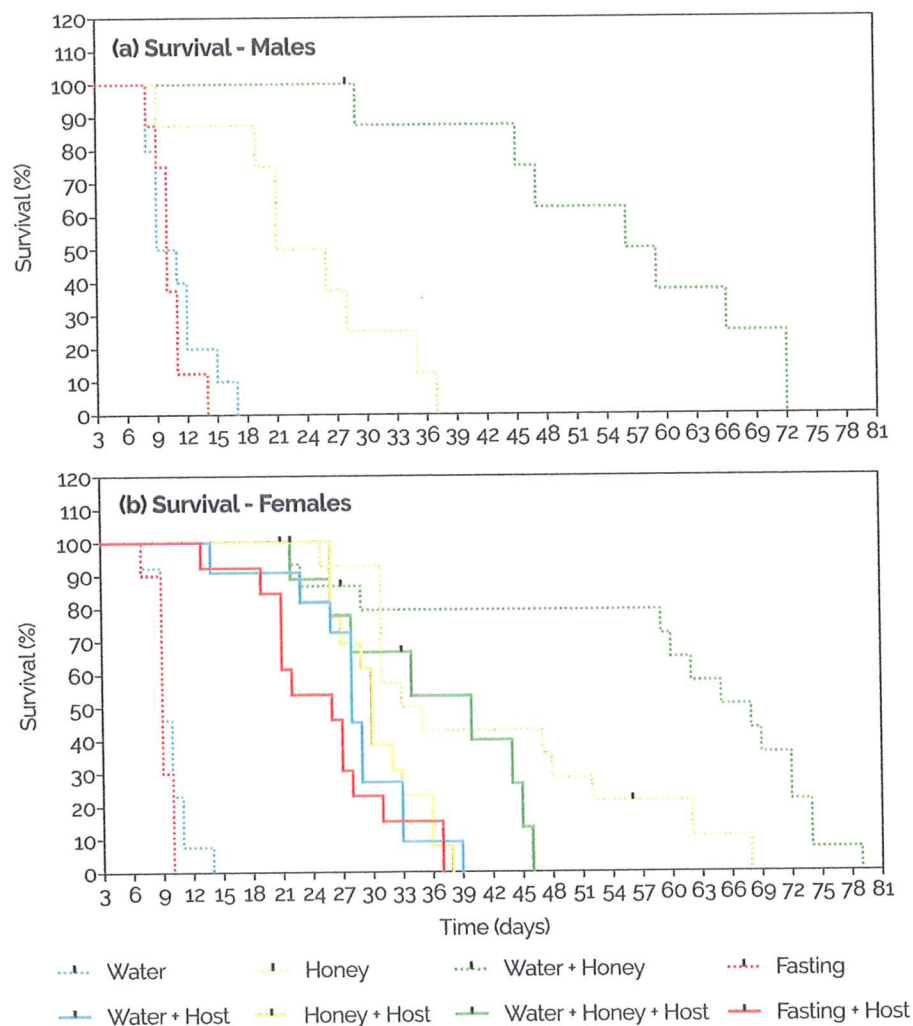 120
(a) Survival - Males
110
100
90
80
70
60
50
40
30
20
10
0
Survival (%)
3 6 9 12 15 18 21 24 27 30 33 36 39 42 45 48 51 54 57 60 63 66 69 72 75 78 81
120
(b) Survival - Females
110
100
90
80
70
60
50
40
30
20
10
0
Survival (%)
3 6 9 12 15 18 21 24 27 30 33 36 39 42 45 48 51 54 57 60 63 66 69 72 75 78 81
Time (days)
Water Honey Water + Honey Fasting
Water + Host Honey + Host Water + Honey + Host Fasting + Host